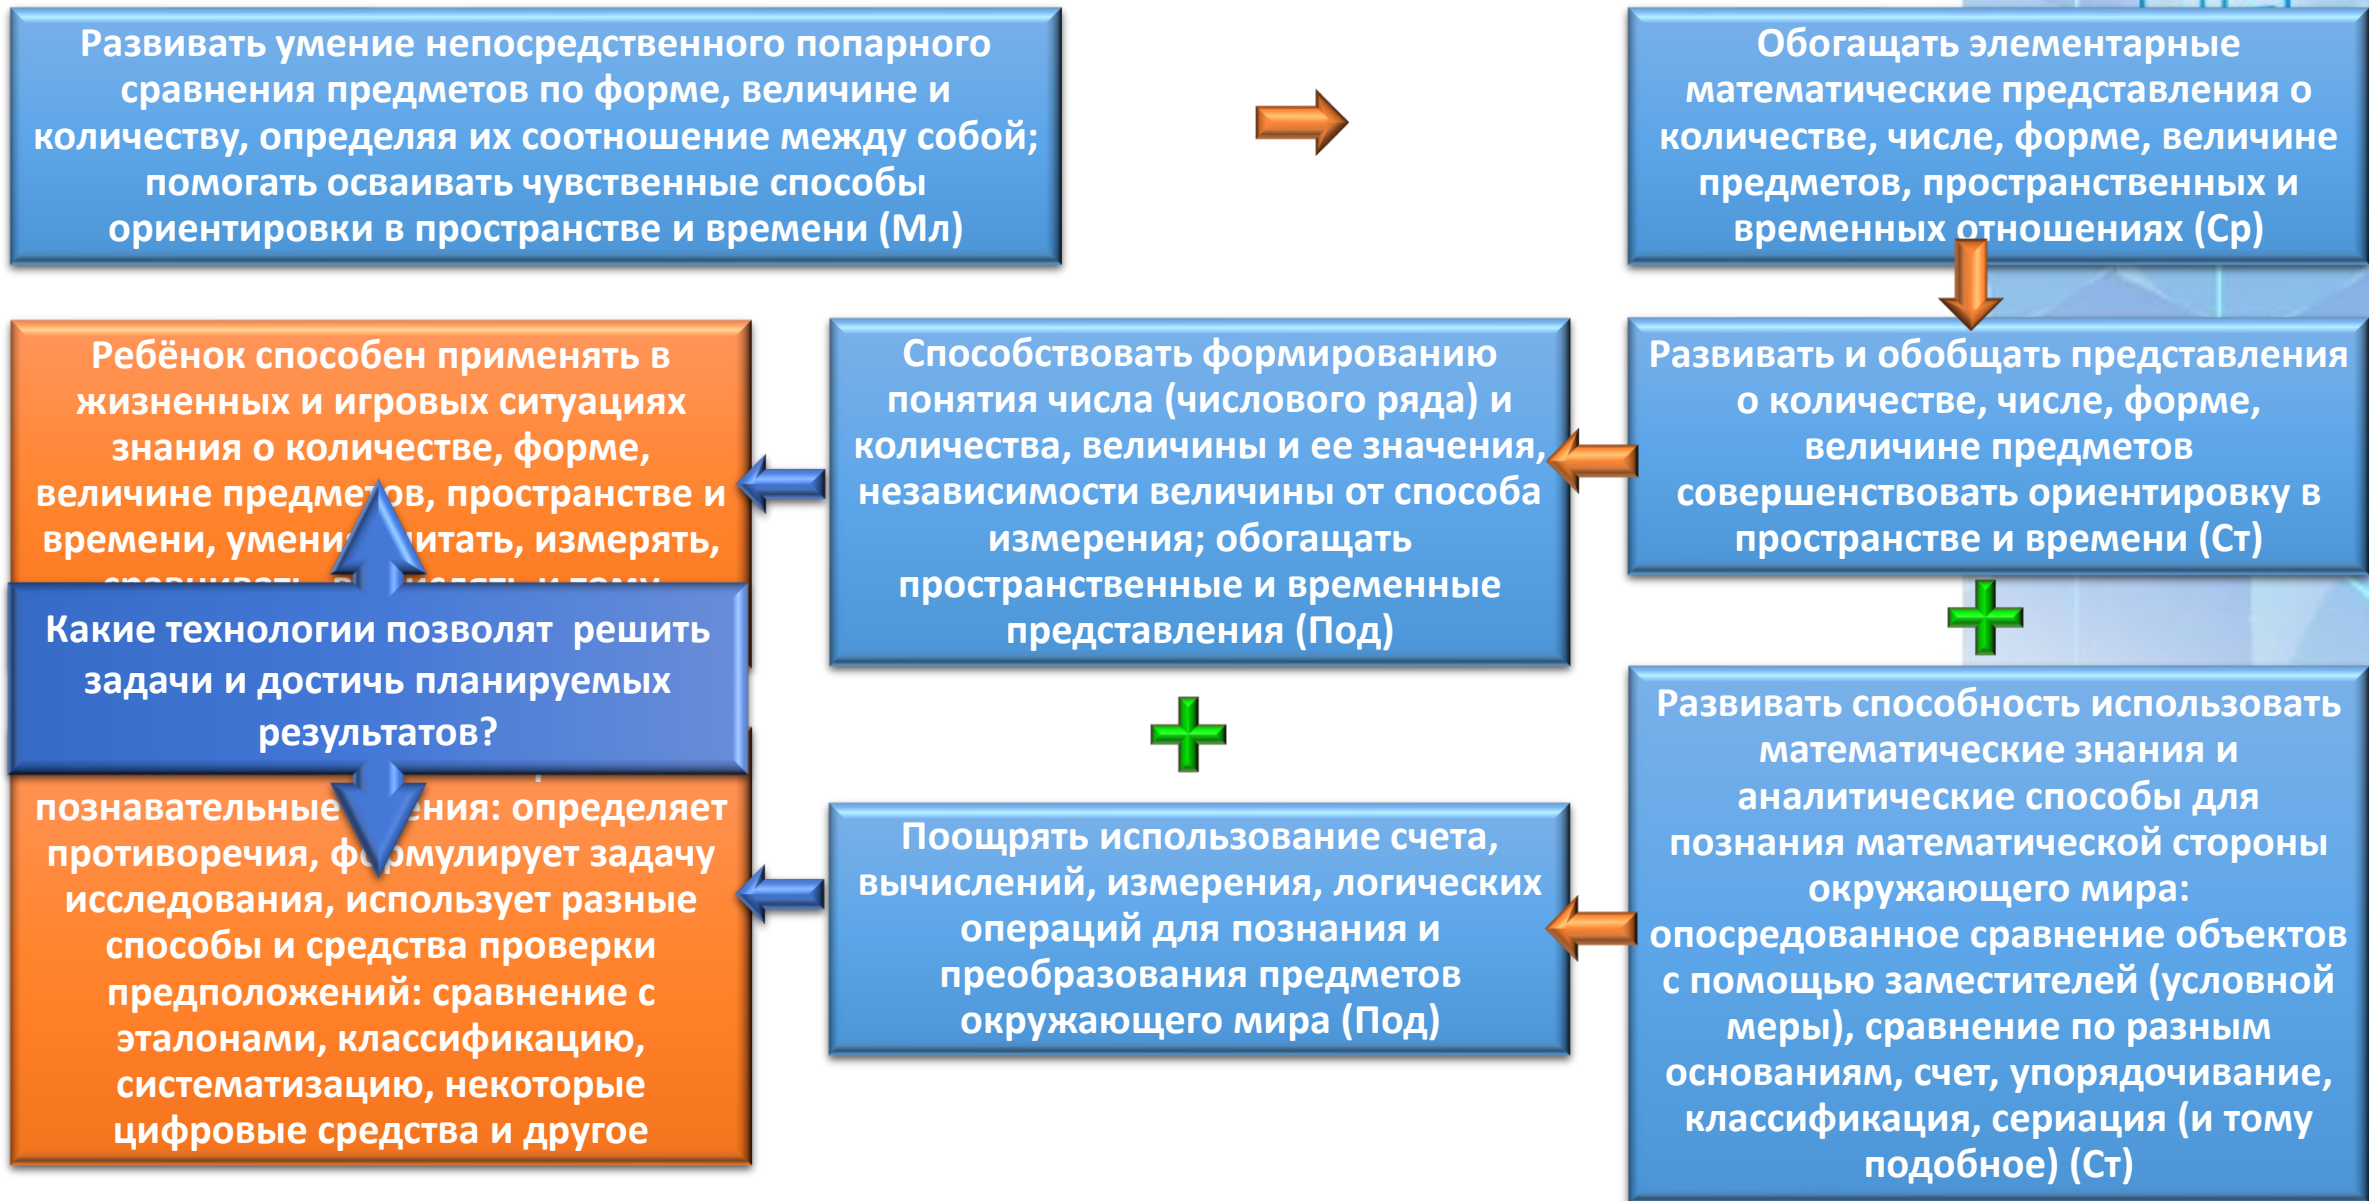 Развивать умение непосредственного попарного
сравнения предметов по форме, величине и
количеству, определяя их соотношение между собой;
помогать осваивать чувственные способы
ориентировки в пространстве и времени (Мл)
Обогащать элементарные
математические представления о
количестве, числе, форме, величине
предметов, пространственных и
временных отношениях (Ср)
Ребёнок способен применять в
жизненных и игровых ситуациях
знания о количестве, форме,
величине предметов, пространстве и
времени, измерять,
Какие технологии позволят решить
задачи и достичь планируемых
результатов?
познавательные определяет
противоречия, формулирует задачу
исследования, использует разные
способы и средства проверки
предположений: сравнение с
эталонами, классификацию,
систематизацию, некоторые
цифровые средства и другое
Способствовать формированию
понятия числа (числового ряда) и
количества, величины и ее значения,
независимости величины от способа
измерения; обогащать
пространственные и временные
представления (Под)
Поощрять использование счета,
вычислений, измерения, логических
операций для познания и
преобразования предметов
окружающего мира (Под)
Развивать и обобщать представления
о количестве, числе, форме,
величине предметов
совершенствовать ориентировку в
пространстве и времени (Ст)
Развивать способность использовать
математические знания и
аналитические способы для
познания математической стороны
окружающего мира:
опосредованное сравнение объектов
с помощью заместителей (условной
меры), сравнение по разным
основаниям, счет, упорядочивание,
классификация, сериация (и тому
подобное) (Ст)